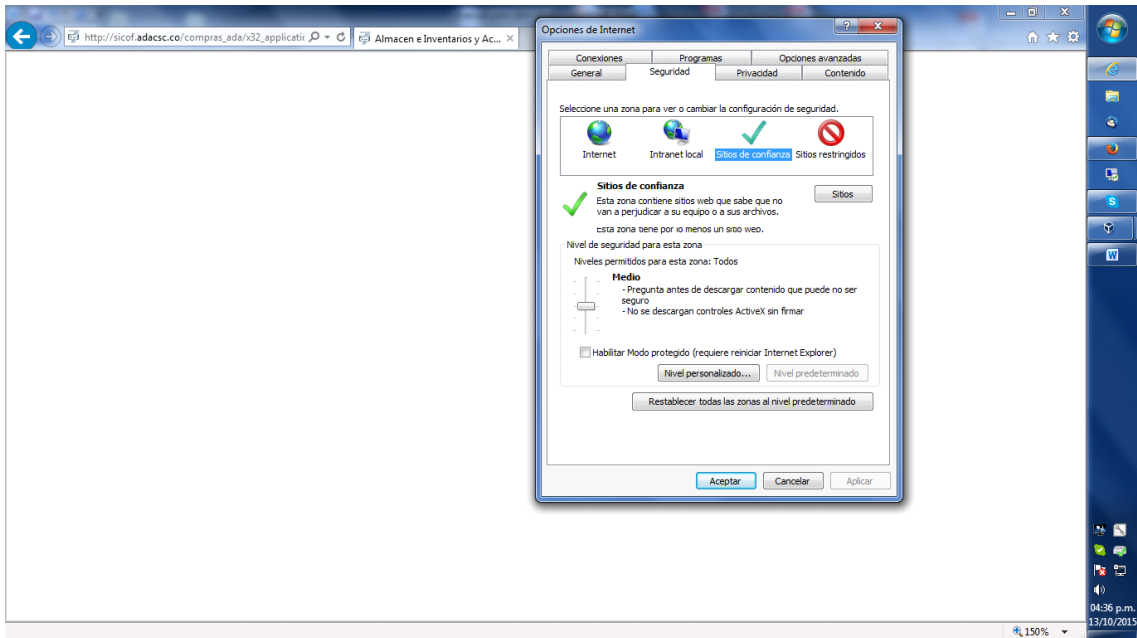 http://sicof.adacsc.co/compras_ada/x32_applicatic
Almacen e Inventarios y Ac...
Opciones de Internet
Conexiones Programas Opciones avanzadas
General Seguridad Privacidad Contenido
Seleccione una zona para ver o cambiar la configuración de seguridad.
Internet Intranet local Sitios de confianza Sitios restringidos
Sitios de confianza
Sitios
Esta zona contiene sitios web que sabe que no
van a perjudicar a su equipo o a sus archivos.
Esta zona tiene por lo menos un sitio web.
Nivel de seguridad para esta zona
Niveles permitidos para esta zona: Todos
Medio
- Pregunta antes de descargar contenido que puede no ser
seguro
- No se descargan controles ActiveX sin firmar
Habilitar Modo protegido (requiere reiniciar Internet Explorer)
Nivel personalizado... Nivel predeterminado
Restablecer todas las zonas al nivel predeterminado
Aceptar Cancelar Aplicar
04:36 p.m.
13/10/2015
150%